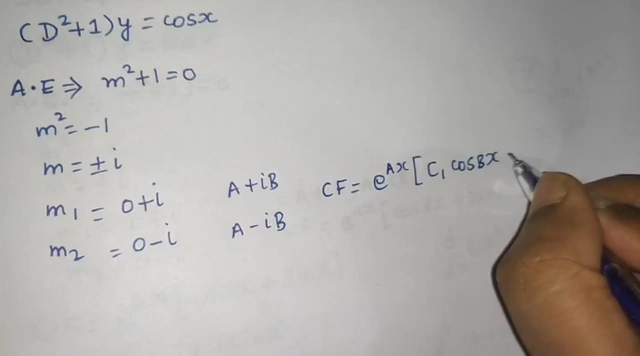 (D²+1)y = cosx
A.E ⇒ m²+1=0
m² = -1
m = ±i
m₁ = 0+i A+iB CF = e^Ax [C₁ cosBx
m₂ = 0-i A-iB